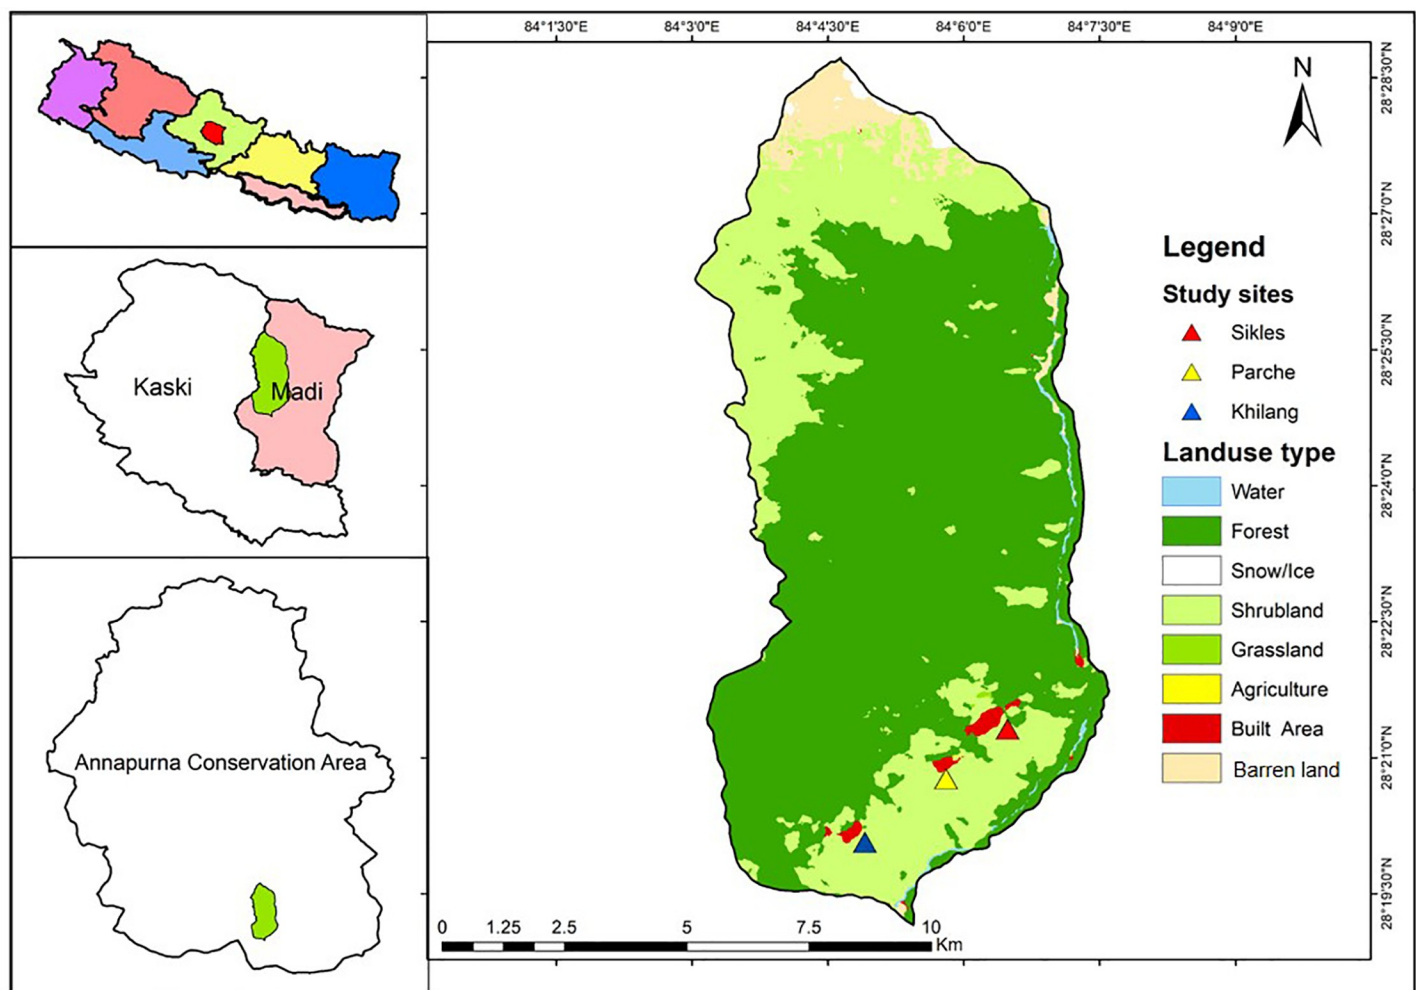 84°1'30"E 84°3'0"E 84°4'30"E 84°6'0"E 84°7'30"E 84°9'0"E
N
28°28'30"N
28°27'0"N
28°25'30"N
28°24'0"N
28°22'30"N
28°21'0"N
28°19'30"N
Kaski
Madi
Annapurna Conservation Area
Legend
Study sites
Sikles
Parche
Khilang
Landuse type
Water
Forest
Snow/Ice
Shrubland
Grassland
Agriculture
Built Area
Barren land
0 1.25 2.5 5 7.5 10
Km